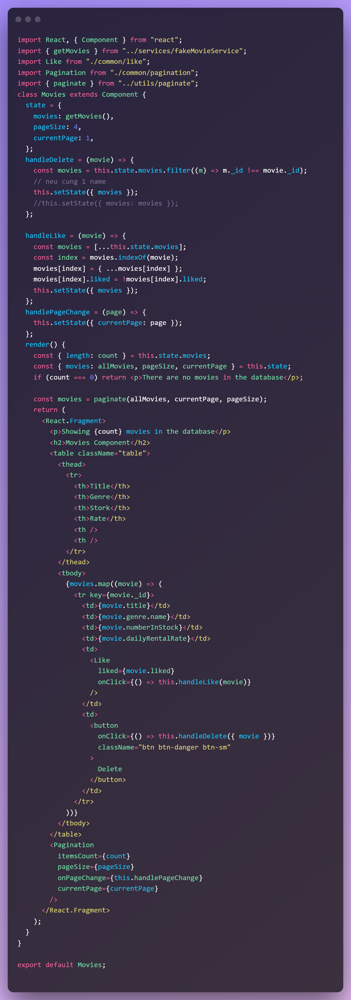 import React, { Component } from "react";
import { getMovies } from "../services/fakeMovieService";
import Like from "./common/like";
import Pagination from "./common/pagination";
import { paginate } from "../utils/paginate";
class Movies extends Component {
  state = {
    movies: getMovies(),
    pageSize: 4,
    currentPage: 1,
  };
  handleDelete = (movie) => {
    const movies = this.state.movies.filter((m) => m._id !== movie._id);
    // neu cung 1 name
    this.setState({ movies });
    //this.setState({ movies: movies });
  };

  handleLike = (movie) => {
    const movies = [...this.state.movies];
    const index = movies.indexOf(movie);
    movies[index] = { ...movies[index] };
    movies[index].liked = !movies[index].liked;
    this.setState({ movies });
  };
  handlePageChange = (page) => {
    this.setState({ currentPage: page });
  };
  render() {
    const { length: count } = this.state.movies;
    const { movies: allMovies, pageSize, currentPage } = this.state;
    if (count === 0) return <p>There are no movies in the database</p>;

    const movies = paginate(allMovies, currentPage, pageSize);
    return (
      <React.Fragment>
        <p>Showing {count} movies in the database</p>
        <h2>Movies Component</h2>
        <table className="table">
          <thead>
            <tr>
              <th>Title</th>
              <th>Genre</th>
              <th>Stork</th>
              <th>Rate</th>
              <th />
              <th />
            </tr>
          </thead>
          <tbody>
            {movies.map((movie) => (
              <tr key={movie._id}>
                <td>{movie.title}</td>
                <td>{movie.genre.name}</td>
                <td>{movie.numberInStock}</td>
                <td>{movie.dailyRentalRate}</td>
                <td>
                  <Like
                    liked={movie.liked}
                    onClick={() => this.handleLike(movie)}
                  />
                </td>
                <td>
                  <button
                    onClick={() => this.handleDelete({ movie })}
                    className="btn btn-danger btn-sm"
                  >
                    Delete
                  </button>
                </td>
              </tr>
            ))}
          </tbody>
        </table>
        <Pagination
          itemsCount={count}
          pageSize={pageSize}
          onPageChange={this.handlePageChange}
          currentPage={currentPage}
        />
      </React.Fragment>
    );
  }
}

export default Movies;